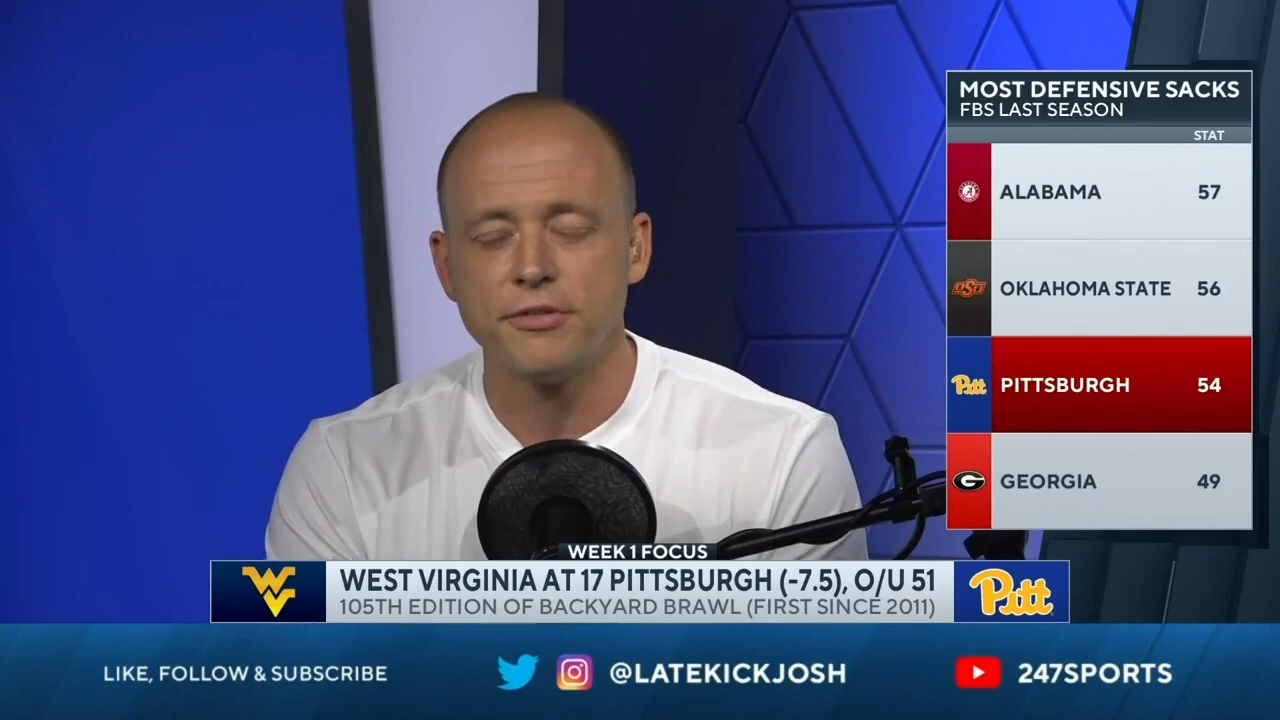 MOST DEFENSIVE SACKS
FBS LAST SEASON
STAT
ALABAMA 57
OSU OKLAHOMA STATE 56
Pitt PITTSBURGH 54
G GEORGIA 49
WEEK 1 FOCUS
WV WEST VIRGINIA AT 17 PITTSBURGH (-7.5), O/U 51 Pitt
105TH EDITION OF BACKYARD BRAWL (FIRST SINCE 2011)
LIKE, FOLLOW & SUBSCRIBE @LATEKICKJOSH 247SPORTS